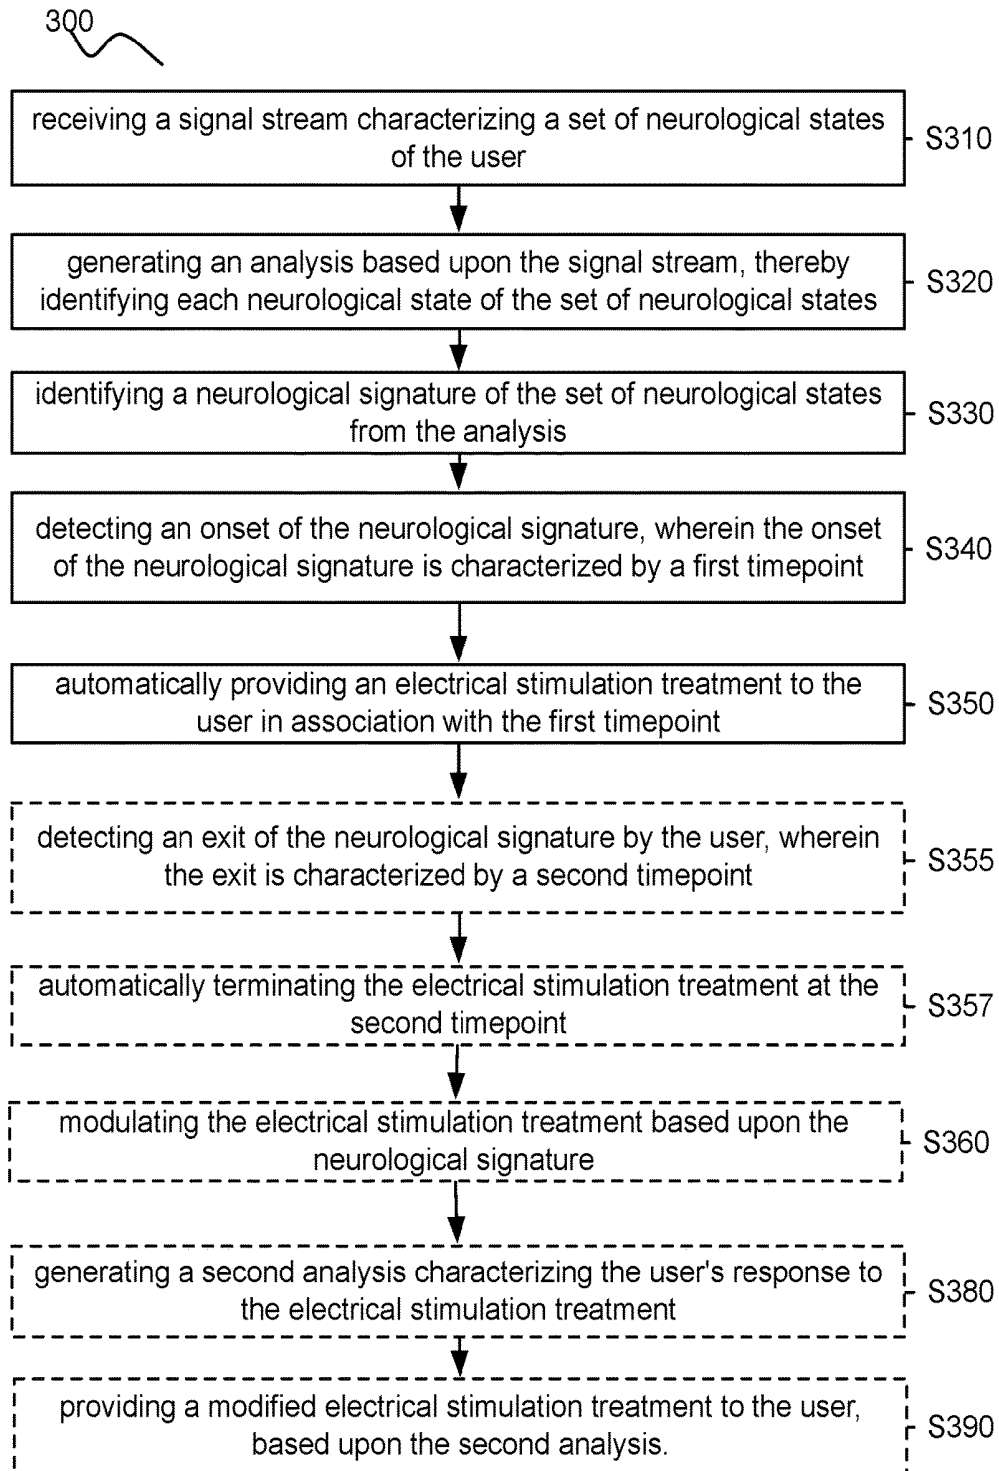 300
receiving a signal stream characterizing a set of neurological states
of the user
S310
generating an analysis based upon the signal stream, thereby
identifying each neurological state of the set of neurological states
S320
identifying a neurological signature of the set of neurological states
from the analysis
S330
detecting an onset of the neurological signature, wherein the onset
of the neurological signature is characterized by a first timepoint
S340
automatically providing an electrical stimulation treatment to the
user in association with the first timepoint
S350
detecting an exit of the neurological signature by the user, wherein
the exit is characterized by a second timepoint
S355
automatically terminating the electrical stimulation treatment at the
second timepoint
S357
modulating the electrical stimulation treatment based upon the
neurological signature
S360
generating a second analysis characterizing the user's response to
the electrical stimulation treatment
S380
providing a modified electrical stimulation treatment to the user,
based upon the second analysis.
S390